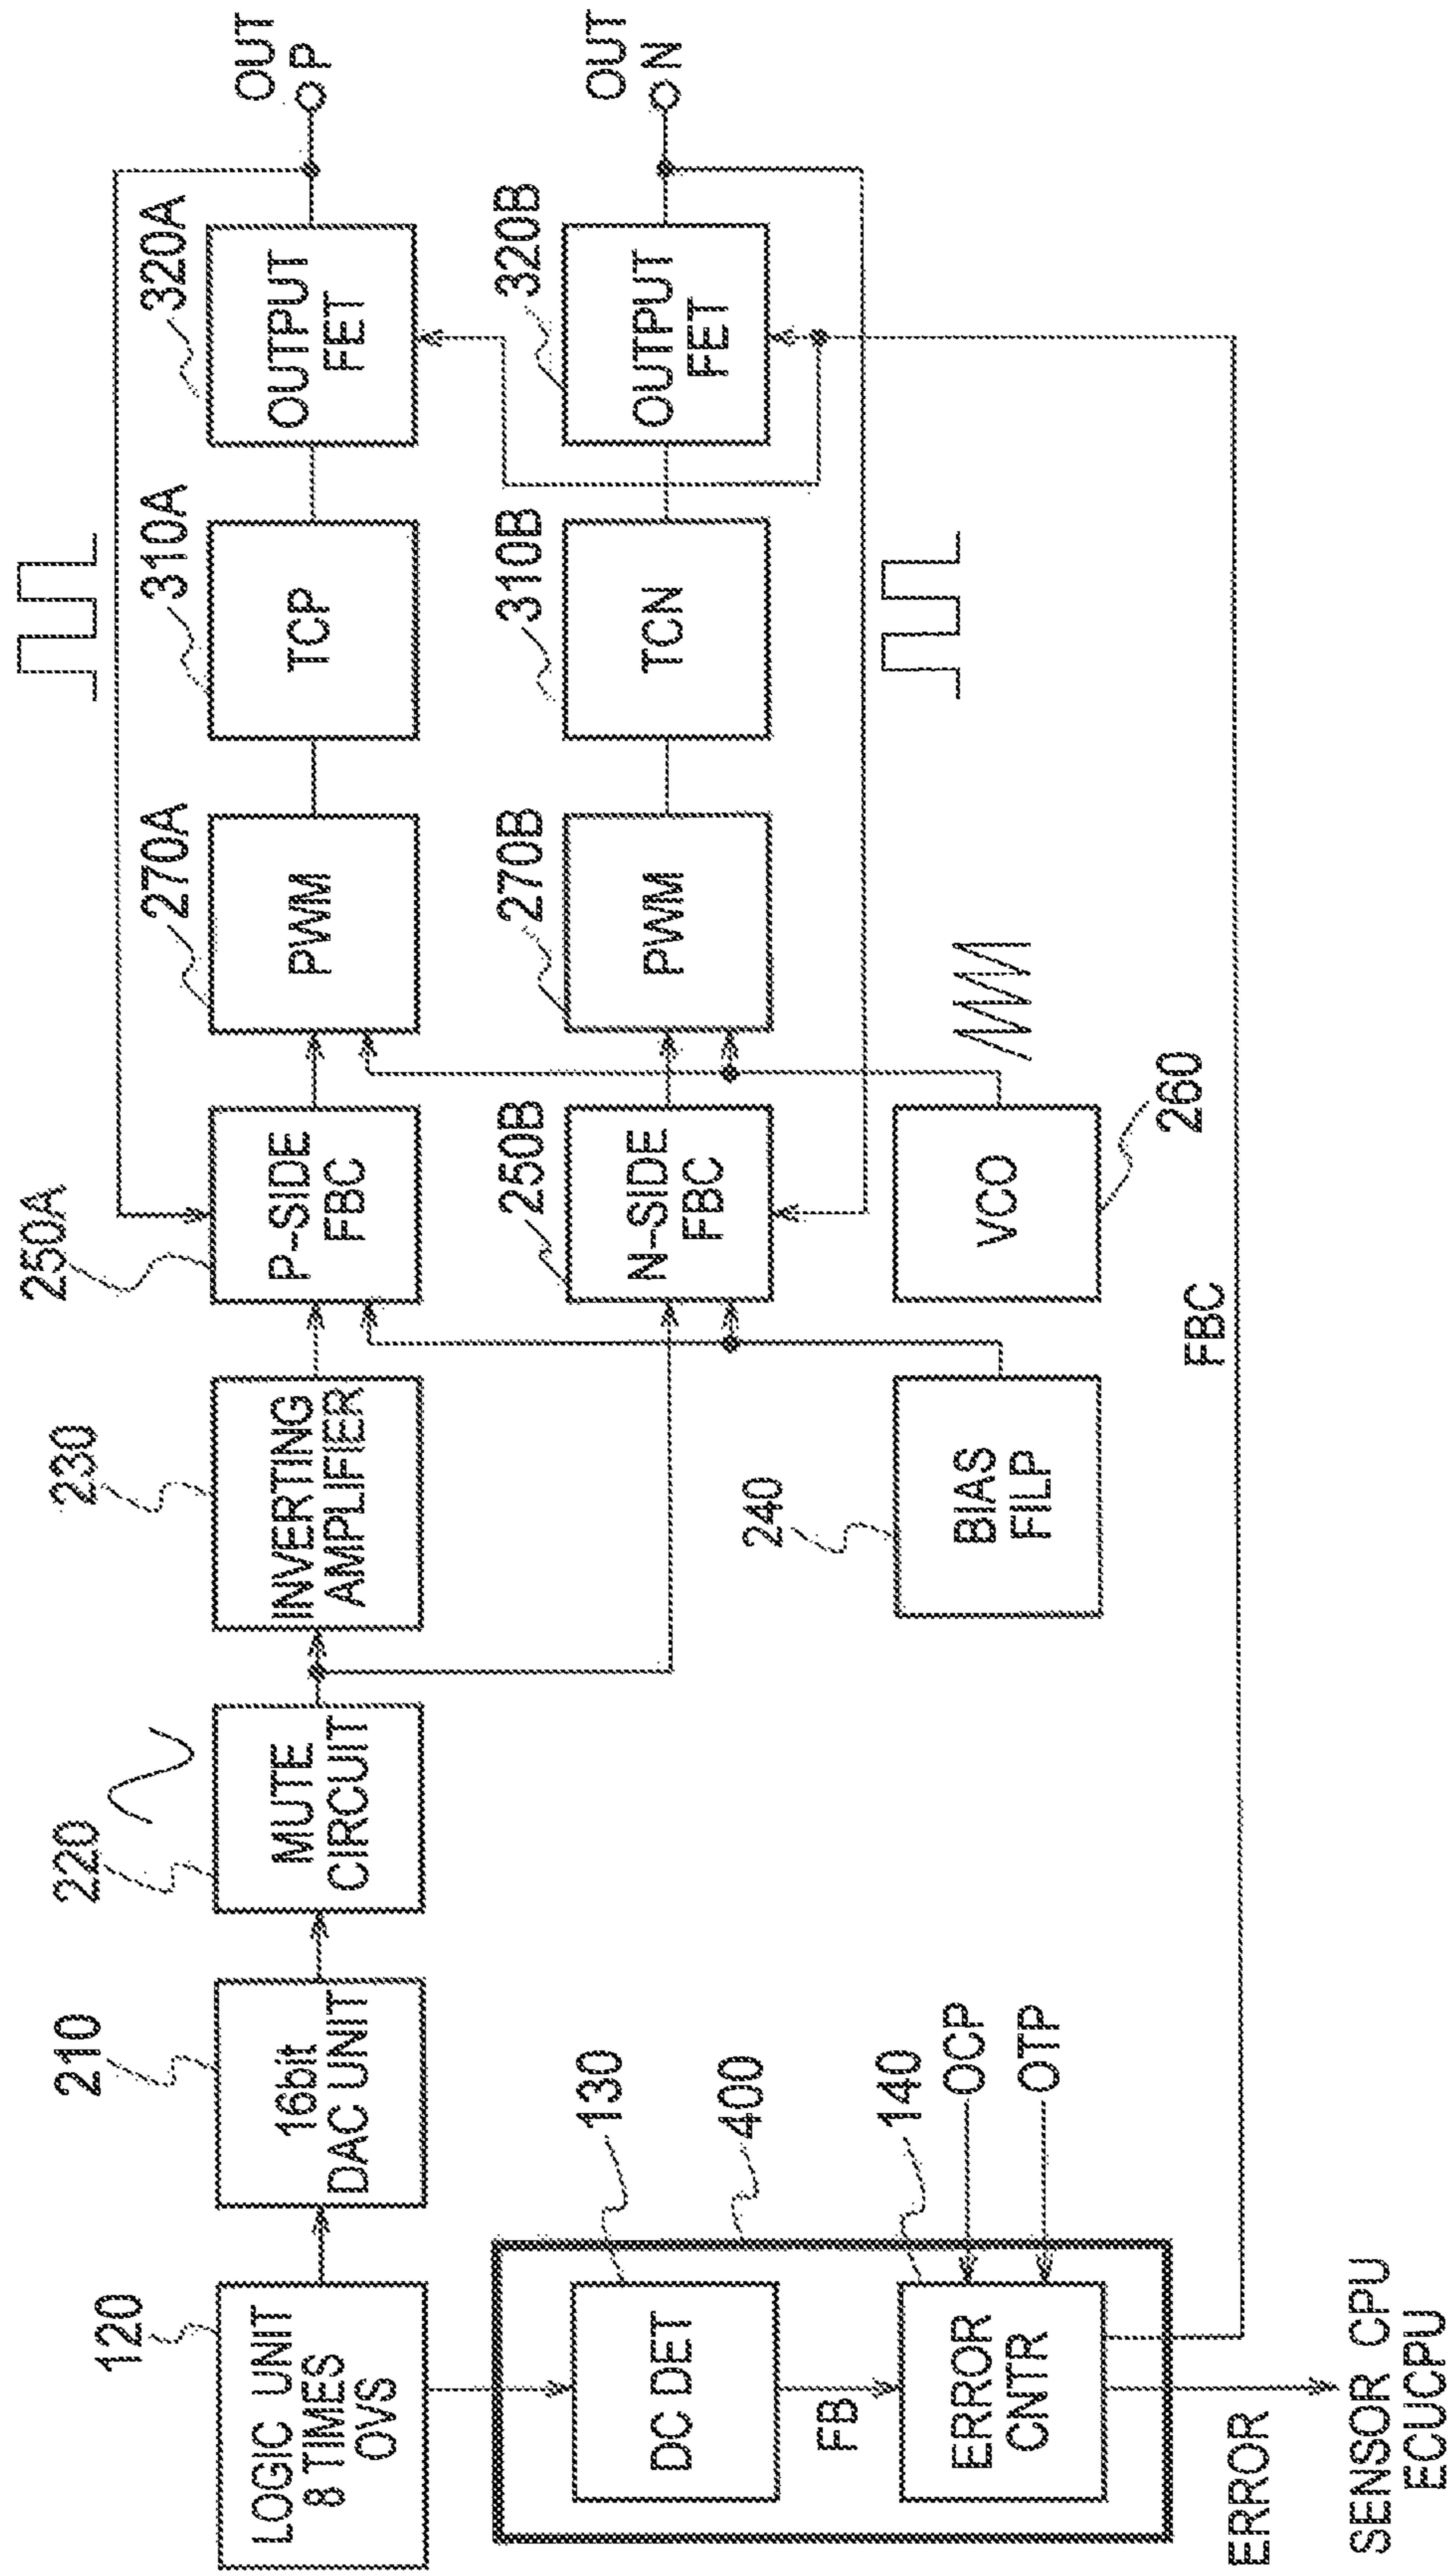 120
LOGIC UNIT
8 TIMES
OVS
210
16bit
DAC UNIT
220
MUTE
CIRCUIT
230
INVERTING
AMPLIFIER
250A
P-SIDE
FBC
270A
PWM
310A
TCP
320A
OUTPUT
FET
OUT
P
250B
N-SIDE
FBC
270B
PWM
310B
TCN
320B
OUTPUT
FET
OUT
N
130
DC DET
400
FB
140
ERROR
CNTR
OCP
OTP
240
BIAS
FILP
VCO
260
FBC
ERROR
SENSOR CPU
ECUCPU